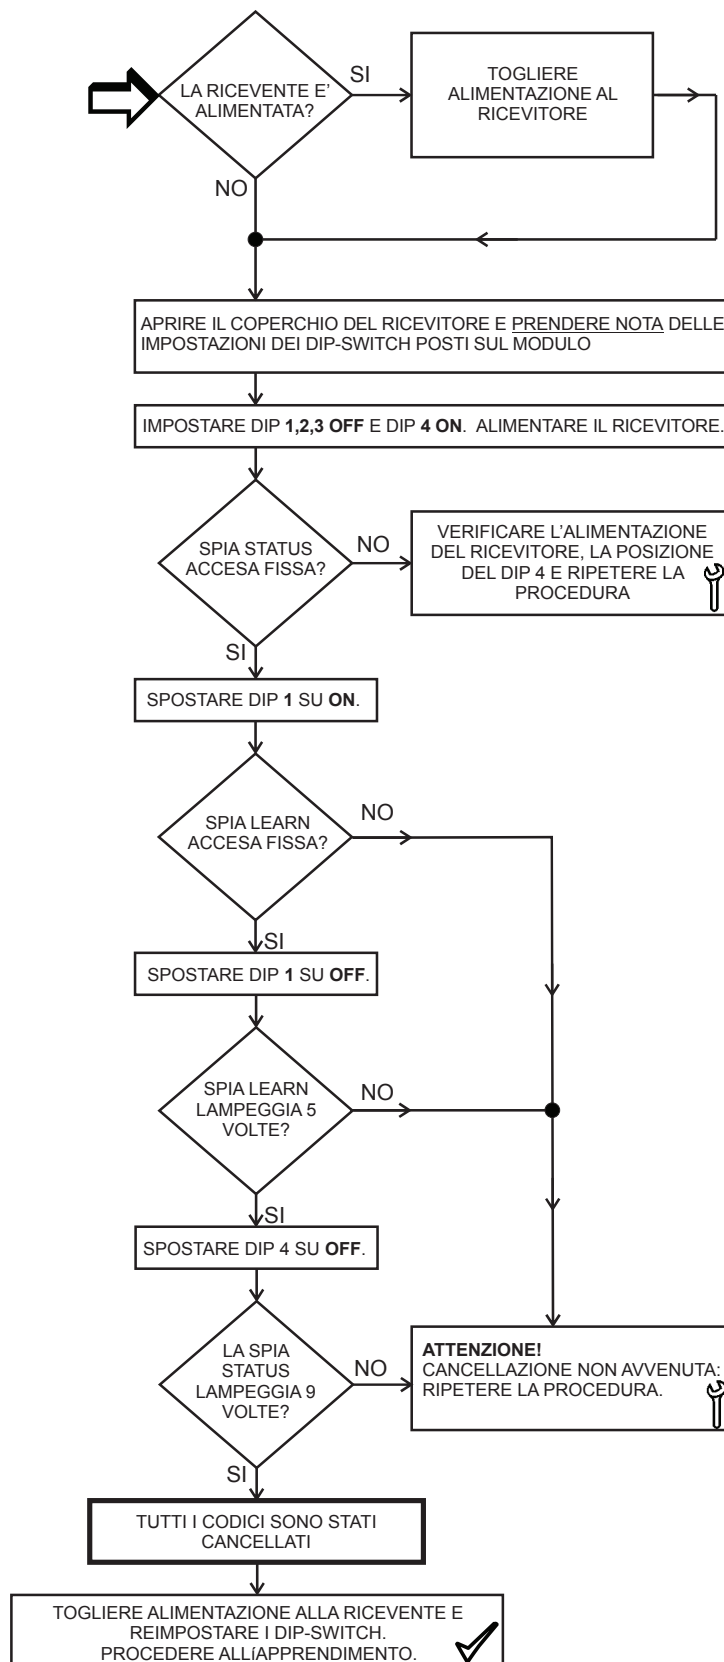 LA RICEVENTE E'
ALIMENTATA?
SI
TOGLIERE
ALIMENTAZIONE AL
RICEVITORE
NO
APRIRE IL COPERCHIO DEL RICEVITORE E PRENDERE NOTA DELLE
IMPOSTAZIONI DEI DIP-SWITCH POSTI SUL MODULO
IMPOSTARE DIP 1,2,3 OFF E DIP 4 ON. ALIMENTARE IL RICEVITORE.
SPIA STATUS
ACCESA FISSA?
NO
VERIFICARE L'ALIMENTAZIONE
DEL RICEVITORE, LA POSIZIONE
DEL DIP 4 E RIPETERE LA
PROCEDURA
SI
SPOSTARE DIP 1 SU ON.
SPIA LEARN
ACCESA FISSA?
NO
SI
SPOSTARE DIP 1 SU OFF.
SPIA LEARN
LAMPEGGIA 5
VOLTE?
NO
SI
SPOSTARE DIP 4 SU OFF.
LA SPIA
STATUS
LAMPEGGIA 9
VOLTE?
NO
ATTENZIONE!
CANCELLAZIONE NON AVVENUTA:
RIPETERE LA PROCEDURA.
SI
TUTTI I CODICI SONO STATI
CANCELLATI
TOGLIERE ALIMENTAZIONE ALLA RICEVENTE E
REIMPOSTARE I DIP-SWITCH.
PROCEDERE ALLíAPPRENDIMENTO.